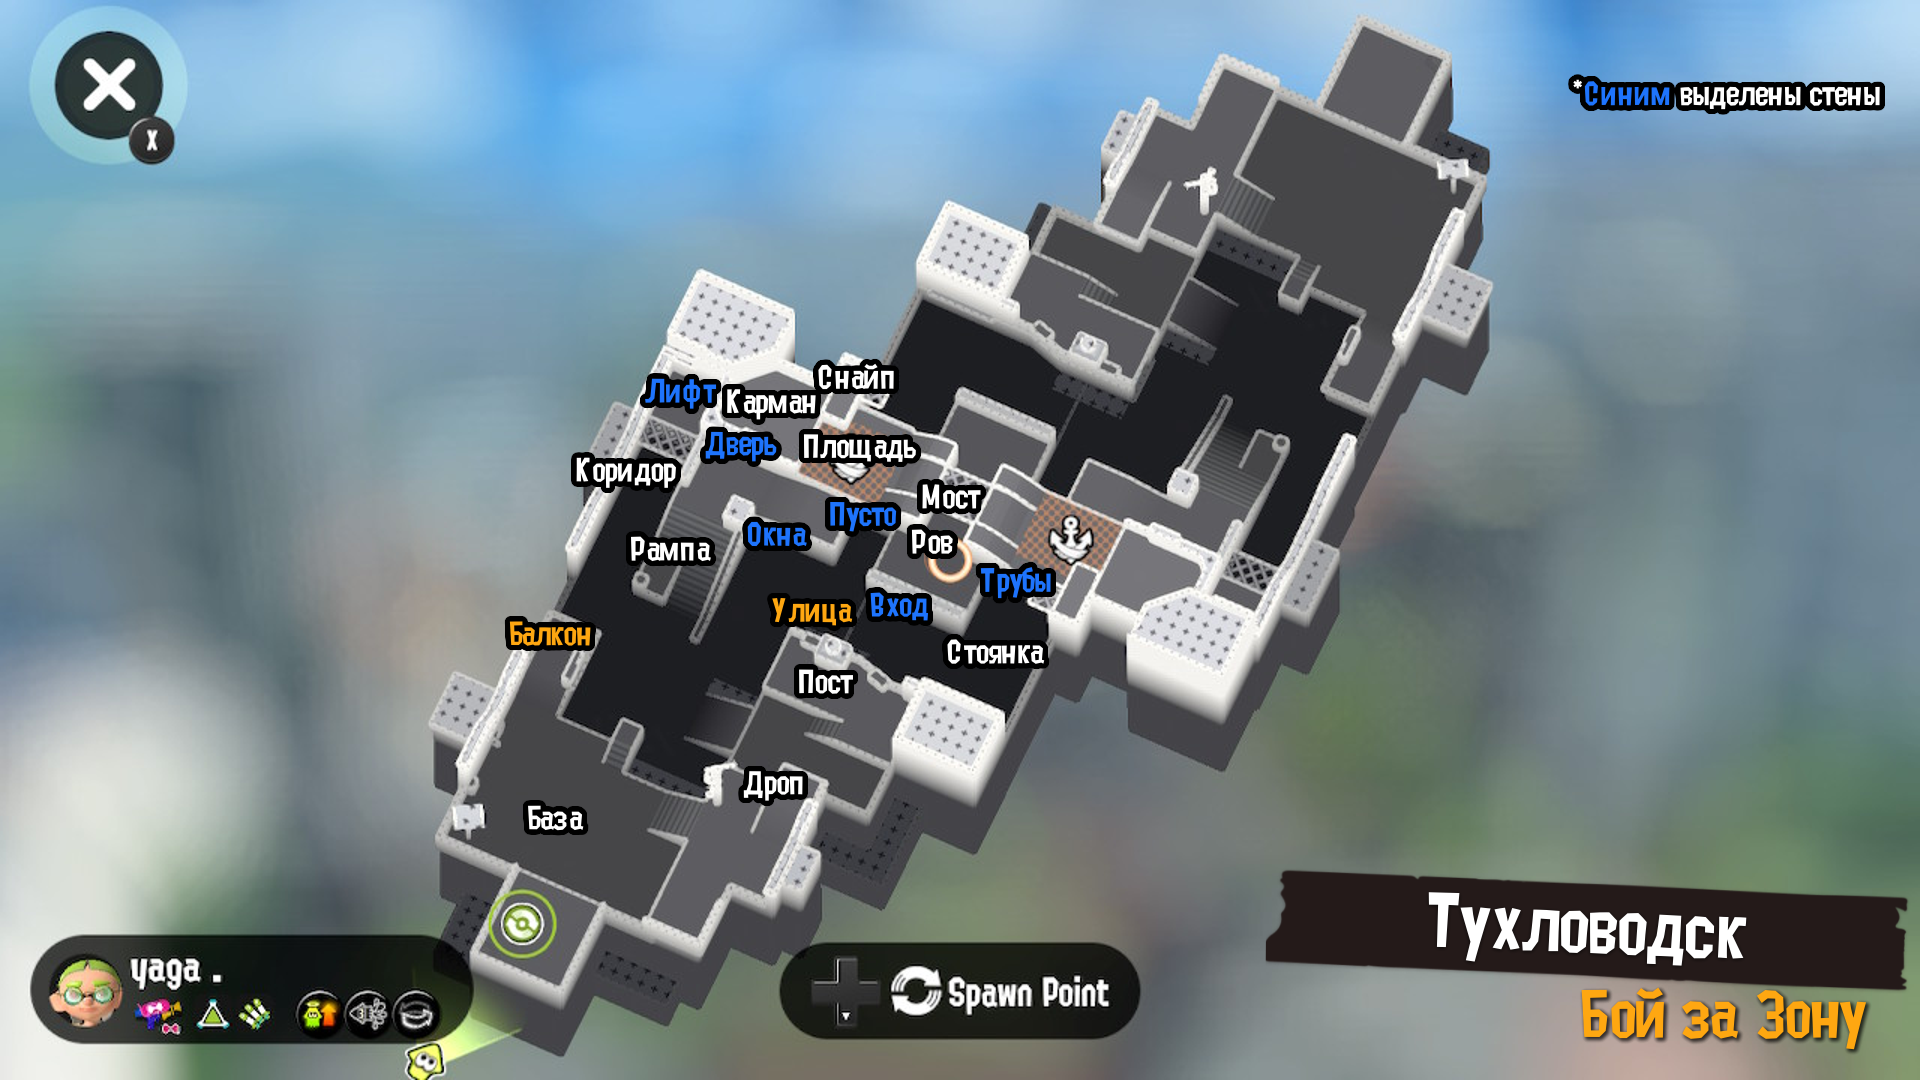 X
*Синим выделены стены
Снайп
Лифт
Карман
Дверь
Площадь
Коридор
Мост
Пусто
Окна
Ров
Рампа
Трубы
Улица
Вход
Балкон
Стоянка
Пост
Дроп
База
Тухловодск
Бой за Зону
yaga .
Spawn Point